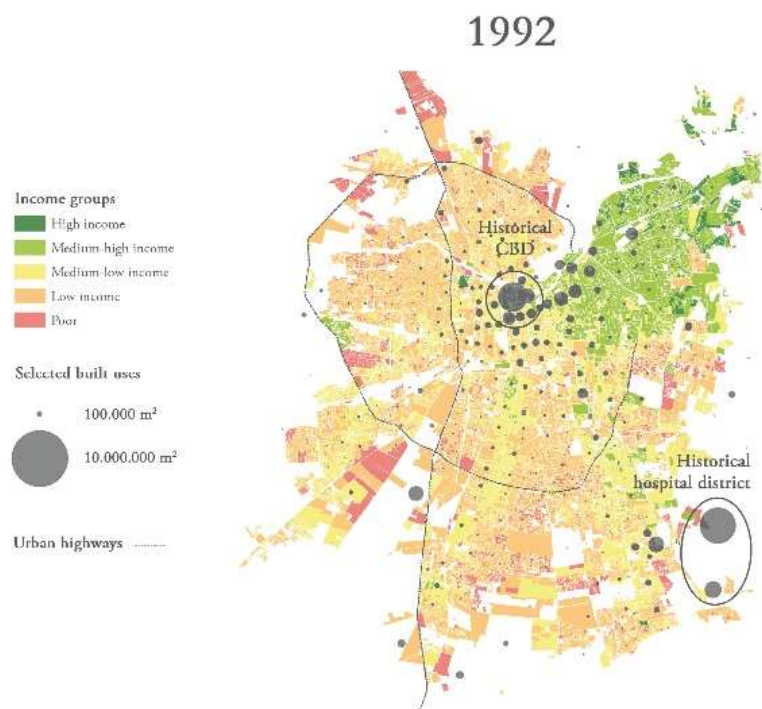 1992
Income groups
High income
Medium-high income
Medium-low income
Low income
Poor
Selected built uses
100.000 m²
10.000.000 m²
Urban highways
Historical
CBD
Historical
hospital district